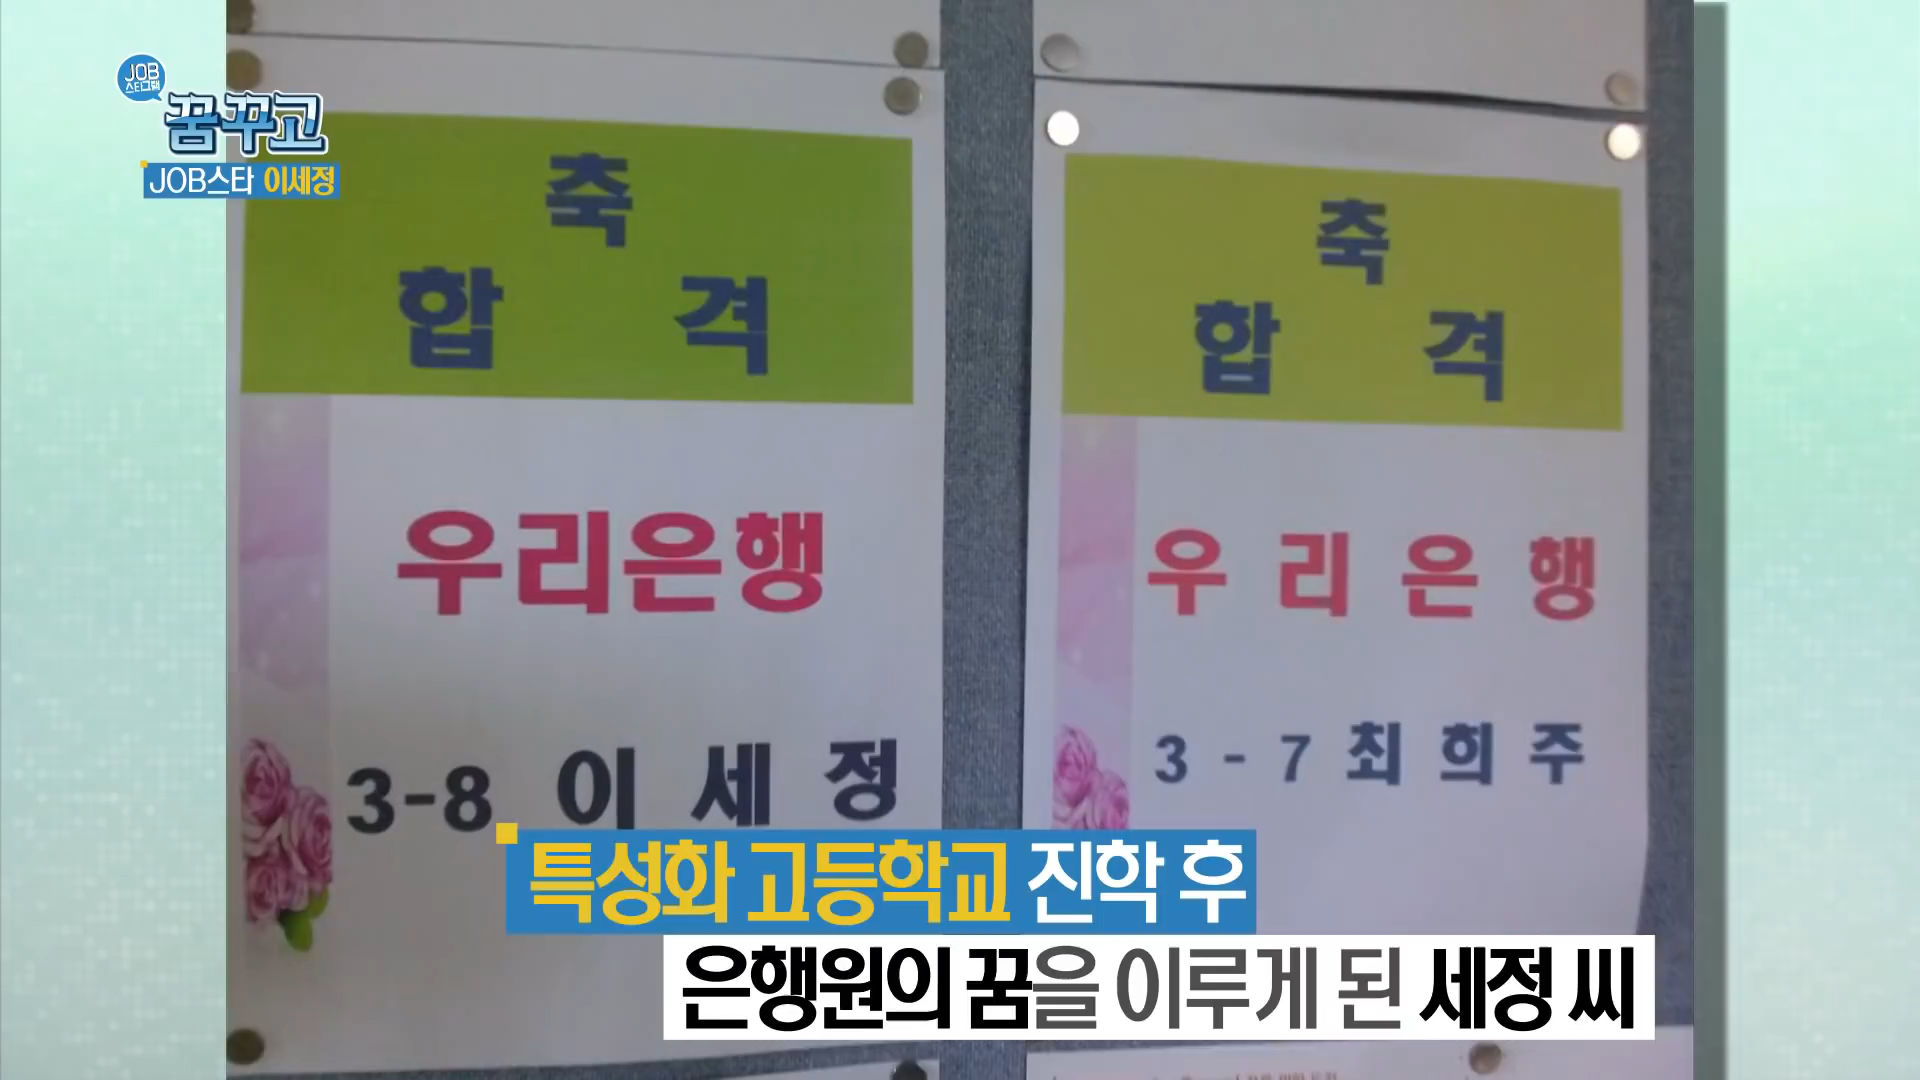 JOB
스타그램
꿈꾸고
JOB스타 이세정
축
합 격
우리은행
3-8 이 세 정
축
합 격
우 리 은 행
3 - 7 최 희 주
특성화 고등학교 진학 후
은행원의 꿈을 이루게 된 세정 씨